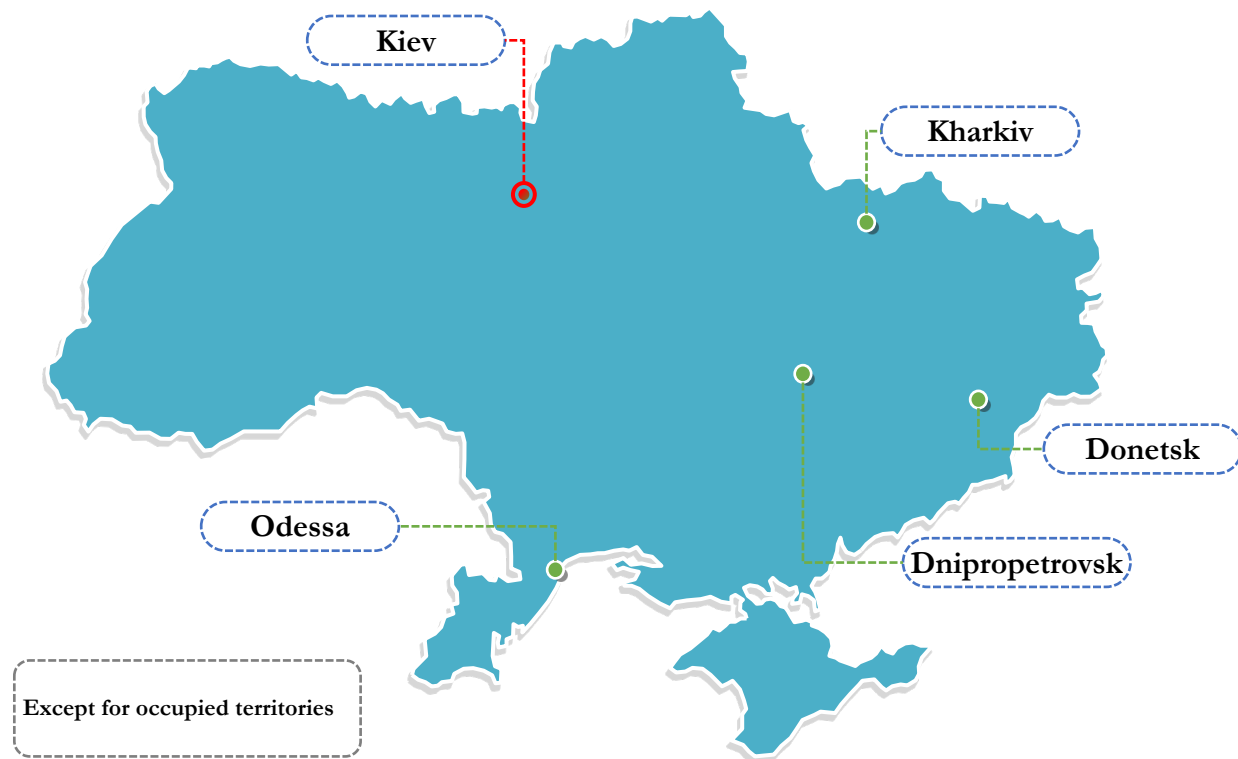 Kiev
Kharkiv
Donetsk
Odessa
Dnipropetrovsk
Except for occupied territories